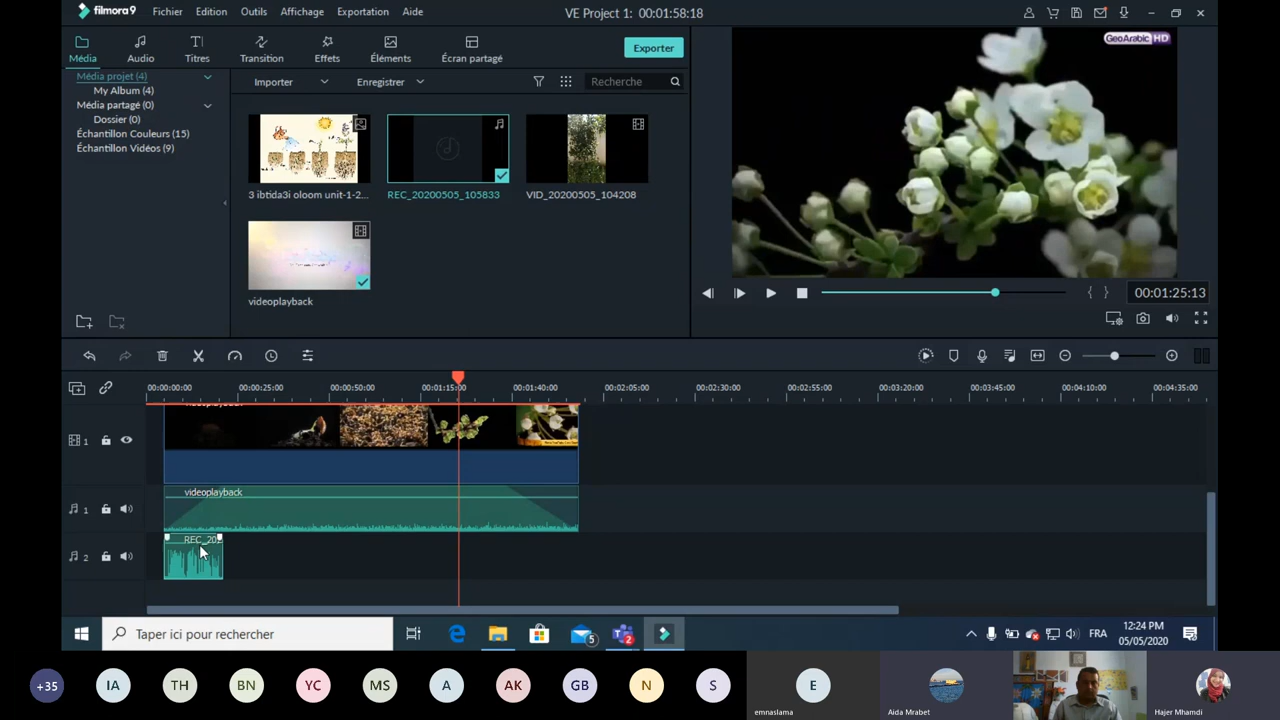 filmora9 Fichier Edition Outils Affichage Exportation Aide VE Project 1: 00:01:58:18
Média Audio Titres Transition Effets Éléments Écran partagé Exporter
GeoArabic HD
Média projet (4)
My Album (4)
Média partagé (0)
Dossier (0)
Échantillon Couleurs (15)
Échantillon Vidéos (9)
Importer Enregistrer Recherche
3 ibtida3i oloom unit-1-2... REC_20200505_105833 VID_20200505_104208
videoplayback
00:01:25:13
00:00:00:00 00:00:25:00 00:00:50:00 00:01:15:00 00:01:40:00 00:02:05:00 00:02:30:00 00:02:55:00 00:03:20:00 00:03:45:00 00:04:10:00 00:04:35:00
1
videoplayback
1
REC_20
2
Taper ici pour rechercher 5 2 FRA 12:24 PM
05/05/2020
+35 IA TH BN YC MS A AK GB N S E
emnaslama Aida Mrabet Hajer Mhamdi